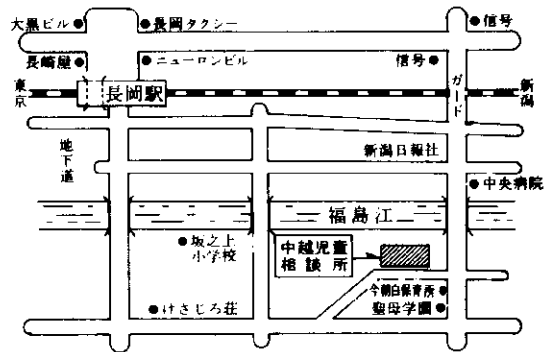 大黒ビル
長岡タクシー
信号
長崎屋
ニューロンビル
信号
東京
長岡駅
ガード
新潟
地下道
新潟日報社
中央病院
福島江
坂之上
小学校
中越児童
相談所
今朝白保育所
けさじろ荘
聖母学園